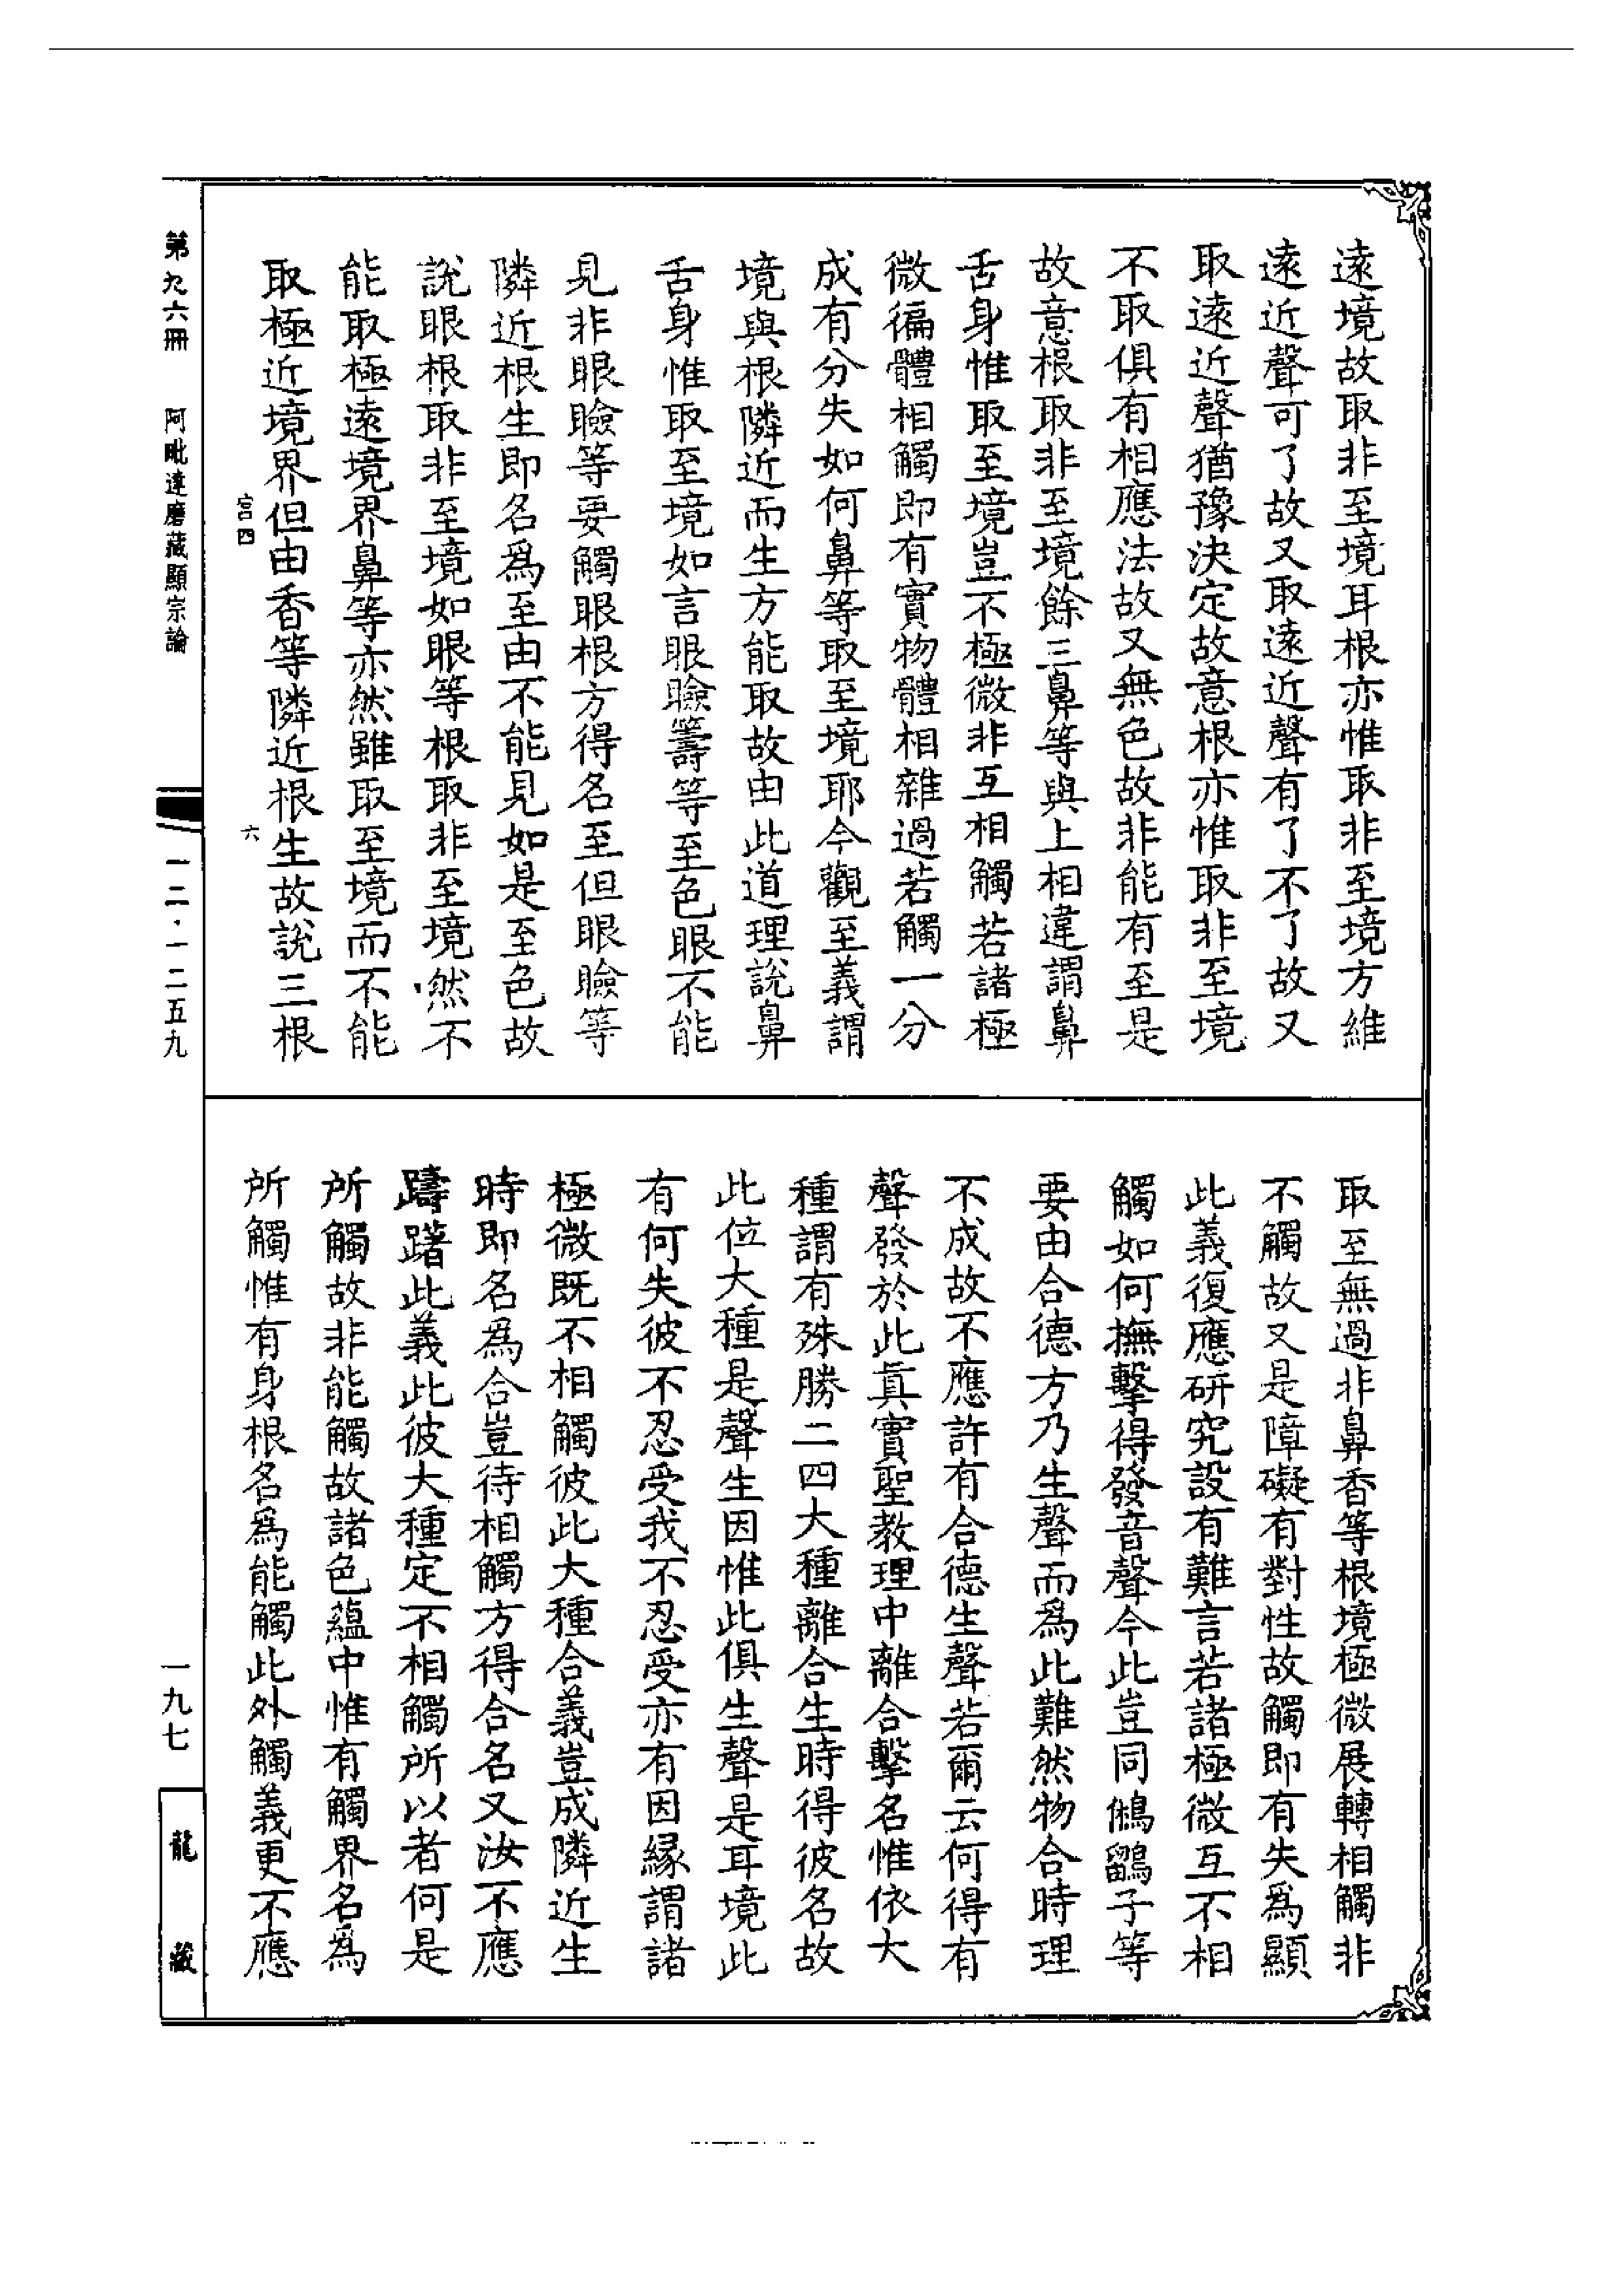 遠境故取非至境耳根亦惟取非至境方維
遠近聲可了故又取遠近聲有了不了故又
取遠近聲猶豫決定故意根亦惟取非至境
不取俱有相應法故又無色故非能有至是
故意根取非至境餘三鼻等與上相違謂鼻
舌身惟取至境豈不極微非互相觸若諸極
微徧體相觸即有實物體相雜過若觸一分
成有分失如何鼻等取至境耶今觀至義謂
境與根隣近而生方能取故由此道理說鼻
舌身惟取至境如言眼瞼籌等至色眼不能
見非眼瞼等要觸眼根方得名至但眼瞼等
隣近根生即名為至由不能見如是至色故
說眼根取非至境如眼等根取非至境然不
能取極遠境界鼻等亦然雖取至境而不能
取極近境界但由香等隣近根生故說三根
宮四
六
取至無過非鼻香等根境極微展轉相觸非
不觸故又是障礙有對性故觸即有失為顯
此義復應研究設有難言若諸極微互不相
觸如何撫擊得發音聲今此豈同鵂鶹子等
要由合德方乃生聲而為此難然物合時理
不成故不應許有合德生聲若爾云何得有
聲發於此真實聖教理中離合擊名惟依大
種謂有殊勝二四大種離合生時得彼名故
此位大種是聲生因惟此俱生聲是耳境此
有何失彼不忍受我不忍受亦有因緣謂諸
極微既不相觸彼此大種合義豈成隣近生
時即名為合豈待相觸方得合名又汝不應
躊躇此義此彼大種定不相觸所以者何是
所觸故非能觸故諸色蘊中惟有觸界名為
所觸惟有身根名為能觸此外觸義更不應
第九六冊
阿毗達磨藏顯宗論
一二·一二五九
一九七
龍藏